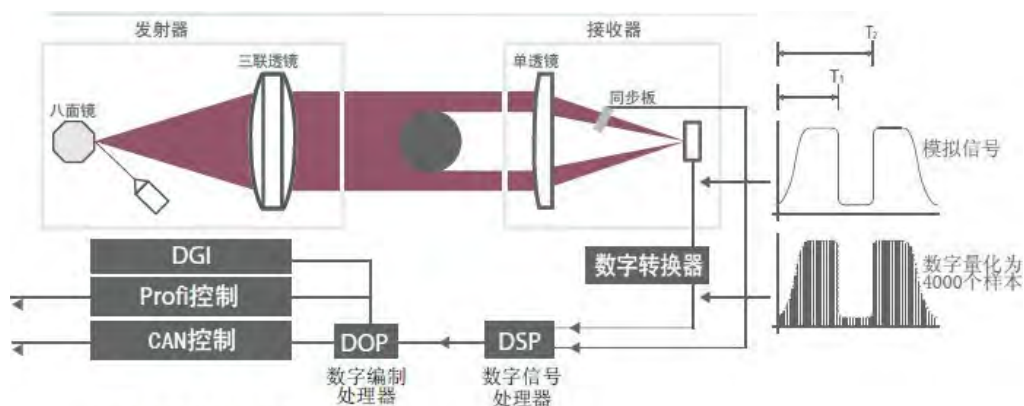 发射器
接收器
八面镜
三联透镜
单透镜
同步板
T₂
T₁
模拟信号
数字转换器
数字量化为
4000个样本
DGI
Profi控制
CAN控制
DOP
DSP
数字编制
处理器
数字信号
处理器